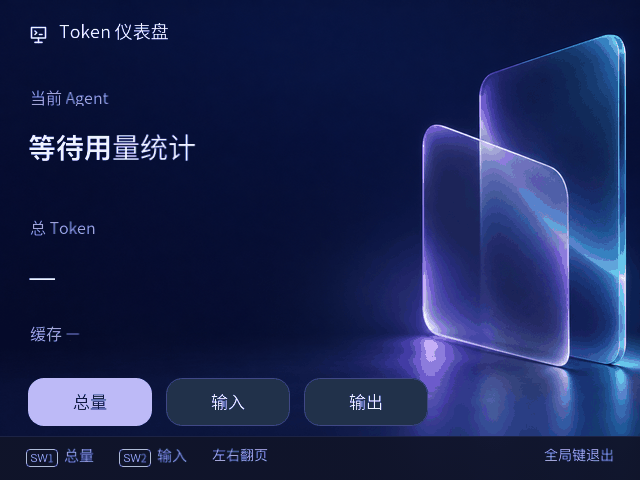 Token 仪表盘
当前 Agent
等待用量统计
总 Token
—
缓存 —
总量 输入 输出
SW1 总量 SW2 输入 左右翻页 全局键退出